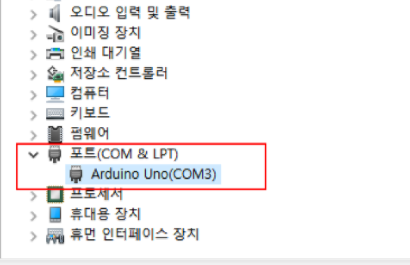 오디오 입력 및 출력
이미징 장치
인쇄 대기열
저장소 컨트롤러
컴퓨터
키보드
펌웨어
포트(COM & LPT)
Arduino Uno(COM3)
프로세서
휴대용 장치
휴먼 인터페이스 장치